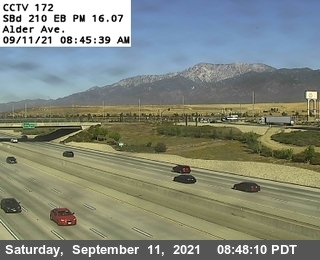 CCTV 172
SBd 210 EB PM 16.07
Alder Ave.
09/11/21 08:45:39 AM
Saturday, September 11, 2021 08:48:10 PDT